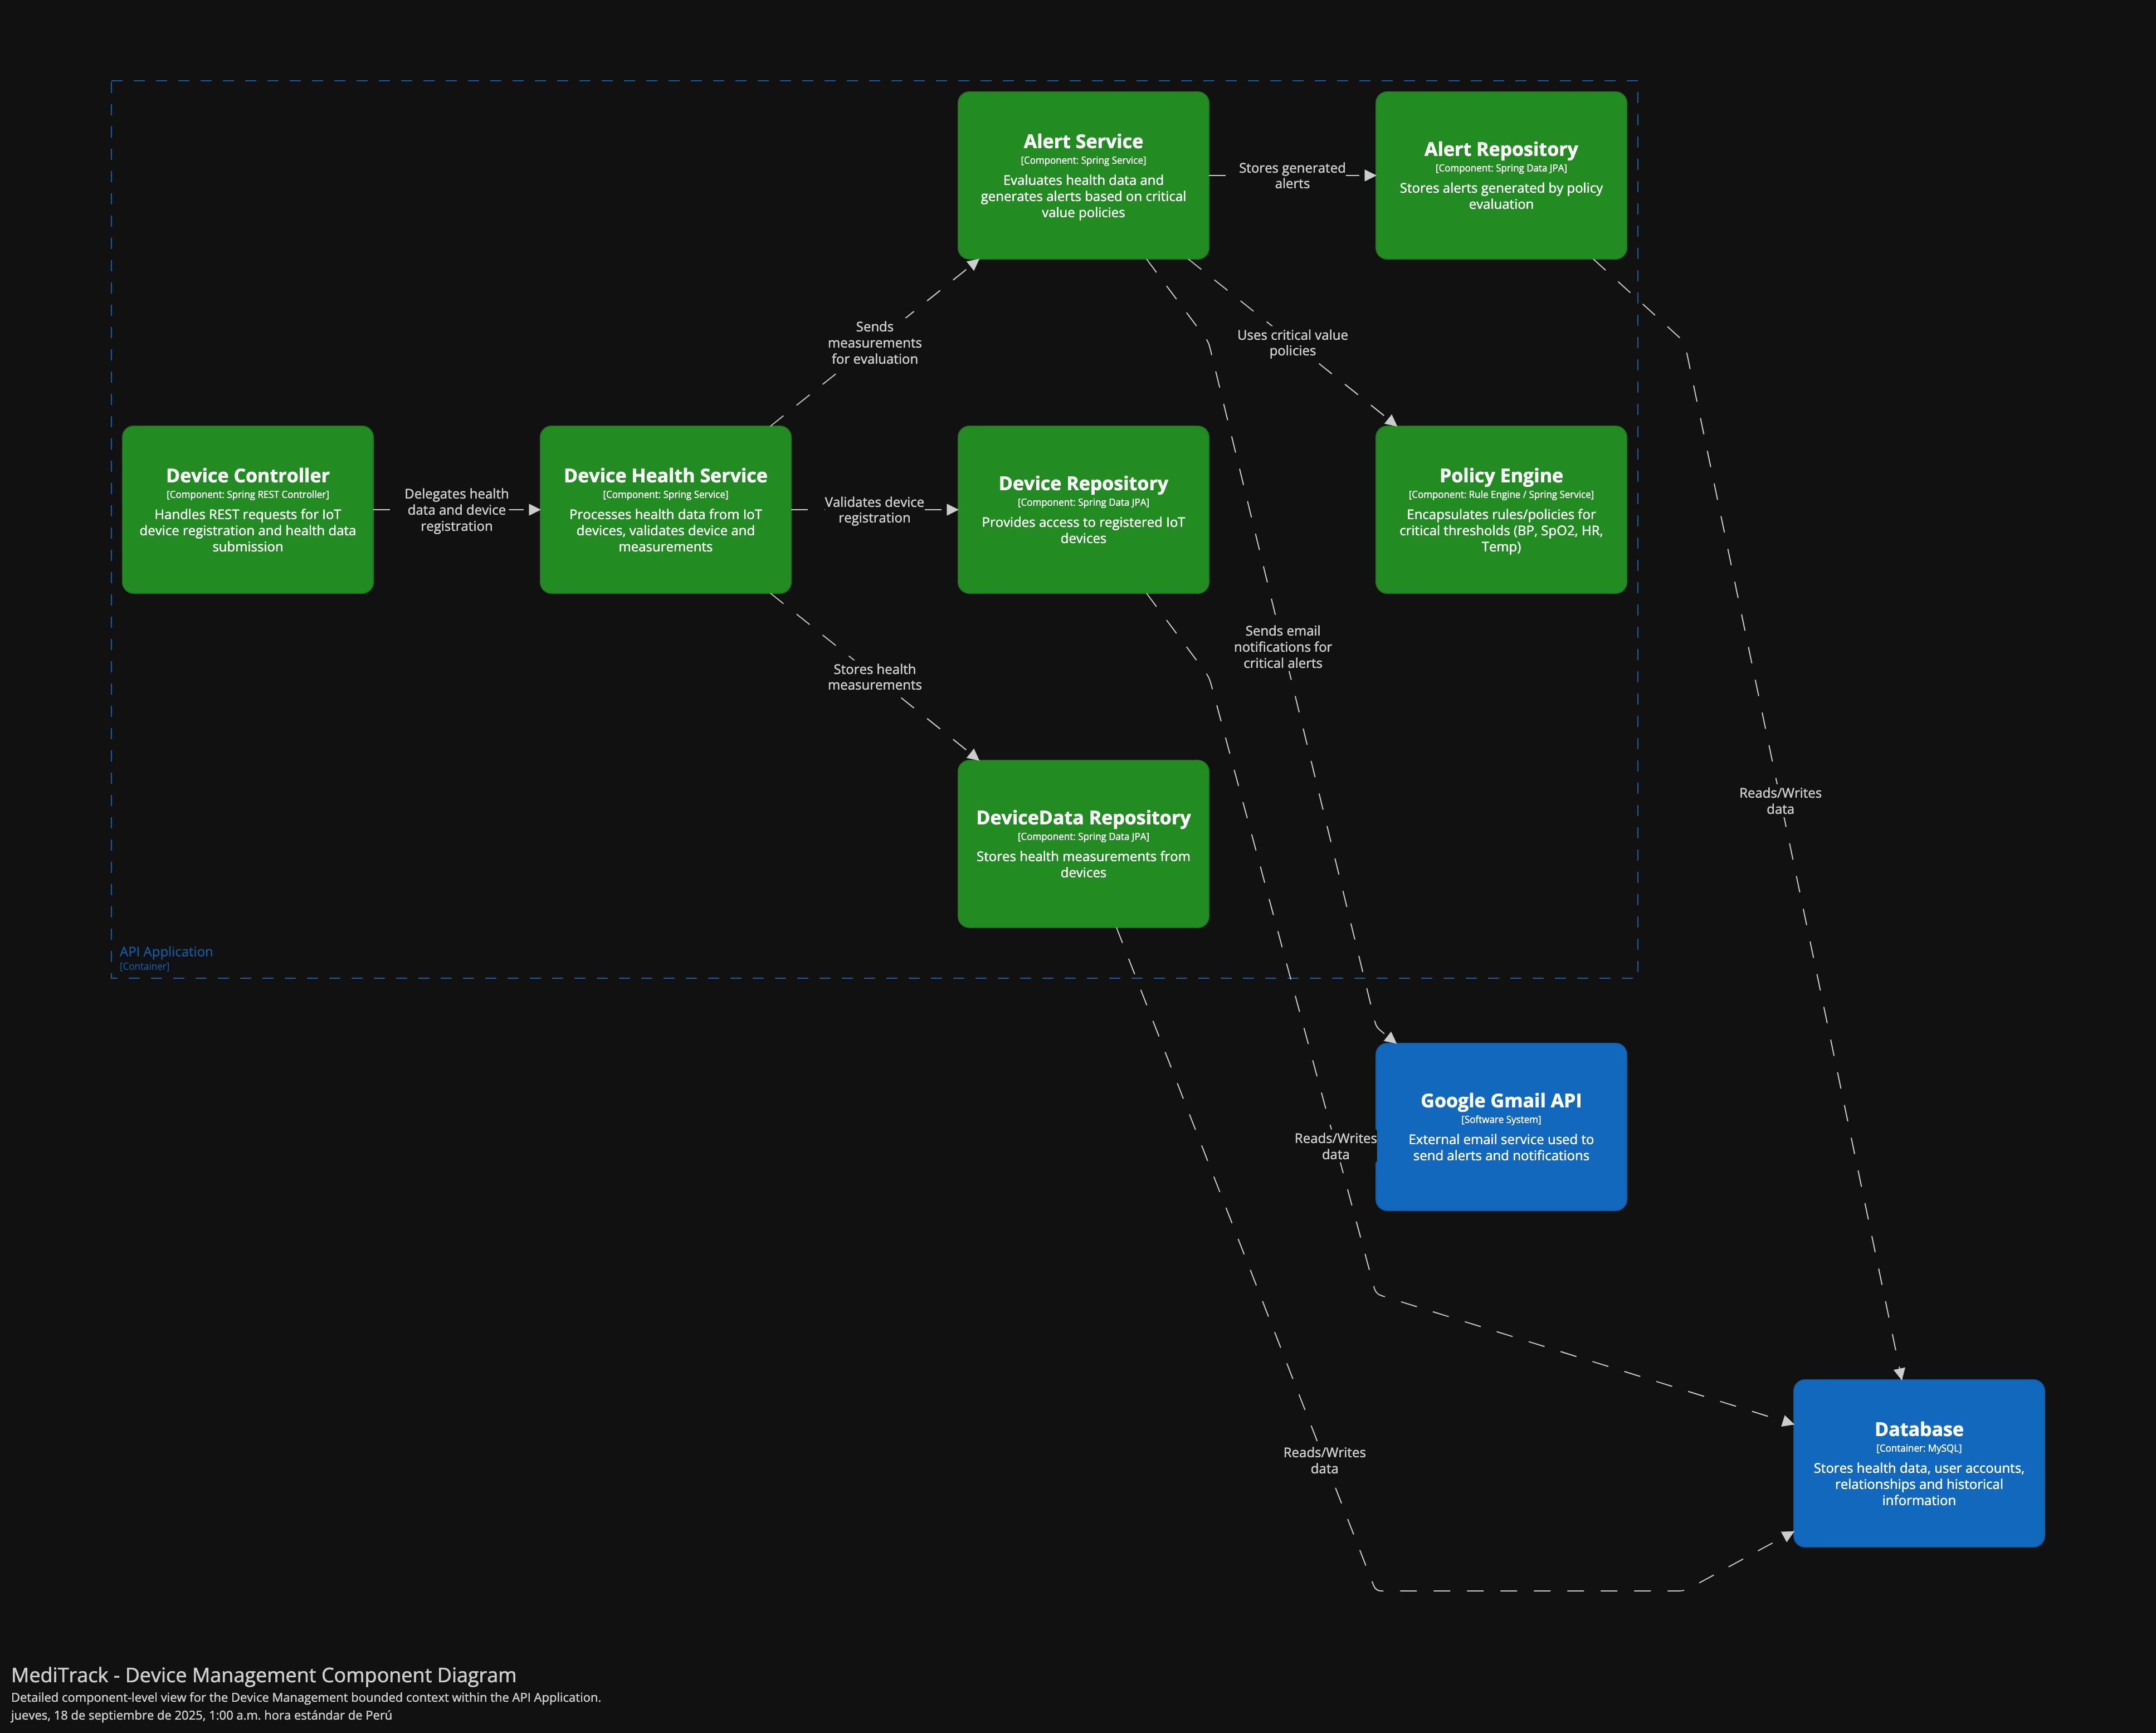 Alert Service
[Component: Spring Service]
Evaluates health data and
generates alerts based on critical
value policies
Stores generated
alerts
Alert Repository
[Component: Spring Data JPA]
Stores alerts generated by policy
evaluation
Sends
measurements
for evaluation
Uses critical value
policies
Device Controller
[Component: Spring REST Controller]
Handles REST requests for IoT
device registration and health data
submission
Delegates health
data and device
registration
Device Health Service
[Component: Spring Service]
Processes health data from IoT
devices, validates device and
measurements
Validates device
registration
Device Repository
[Component: Spring Data JPA]
Provides access to registered IoT
devices
Policy Engine
[Component: Rule Engine / Spring Service]
Encapsulates rules/policies for
critical thresholds (BP, SpO2, HR,
Temp)
Sends email
notifications for
critical alerts
Stores health
measurements
Reads/Writes
data
DeviceData Repository
[Component: Spring Data JPA]
Stores health measurements from
devices
API Application
[Container]
Google Gmail API
[Software System]
External email service used to
send alerts and notifications
Reads/Writes
data
Reads/Writes
data
Database
[Container: MySQL]
Stores health data, user accounts,
relationships and historical
information
MediTrack - Device Management Component Diagram
Detailed component-level view for the Device Management bounded context within the API Application.
jueves, 18 de septiembre de 2025, 1:00 a.m. hora estándar de Perú